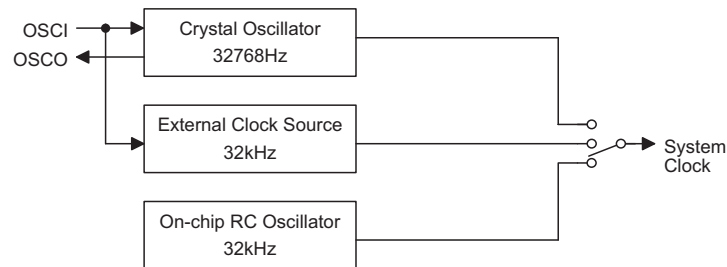 OSCI
OSCO
Crystal Oscillator
32768Hz
External Clock Source
32kHz
On-chip RC Oscillator
32kHz
System
Clock